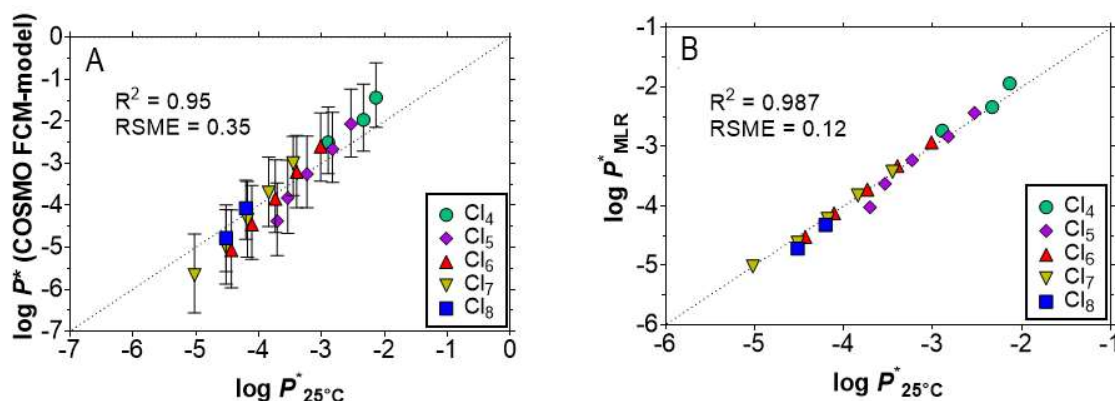 A
R² = 0.95
RSME = 0.35
log P* (COSMO FCM-model)
0
-1
-2
-3
-4
-5
-6
-7
-7 -6 -5 -4 -3 -2 -1 0
log P*25°C
Cl4
Cl5
Cl6
Cl7
Cl8
B
R² = 0.987
RSME = 0.12
log P*MLR
-1
-2
-3
-4
-5
-6
-6 -5 -4 -3 -2 -1
log P*25°C
Cl4
Cl5
Cl6
Cl7
Cl8